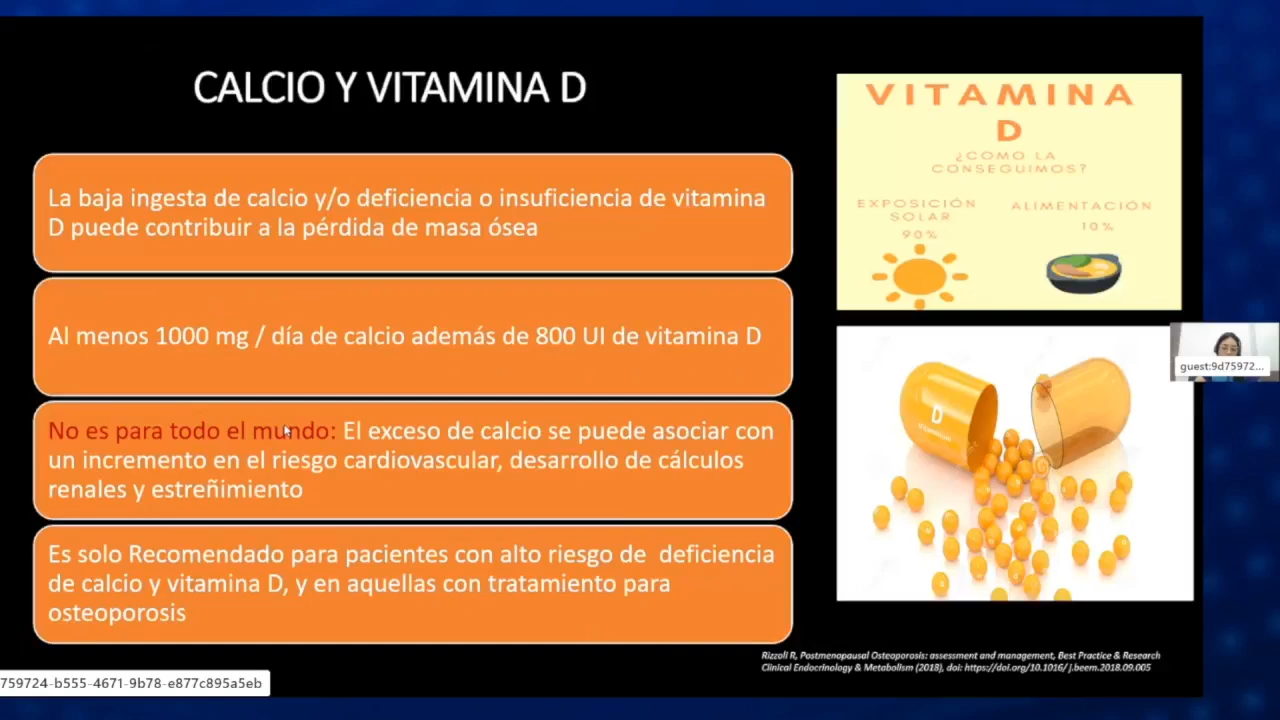 CALCIO Y VITAMINA D
La baja ingesta de calcio y/o deficiencia o insuficiencia de vitamina
D puede contribuir a la pérdida de masa ósea
Al menos 1000 mg / día de calcio además de 800 UI de vitamina D
No es para todo el mundo: El exceso de calcio se puede asociar con
un incremento en el riesgo cardiovascular, desarrollo de cálculos
renales y estreñimiento
Es solo Recomendado para pacientes con alto riesgo de  deficiencia
de calcio y vitamina D, y en aquellas con tratamiento para
osteoporosis
VITAMINA
D
¿COMO LA
CONSEGUIMOS?
EXPOSICIÓN
SOLAR
90%
ALIMENTACIÓN
10%
D
guest:9d75972...
Rizzoli R, Postmenopausal Osteoporosis: assessment and management, Best Practice & Research
Clinical Endocrinology & Metabolism (2018), doi: https://doi.org/10.1016/ j.beem.2018.09.005
759724-b555-4671-9b78-e877c895a5eb